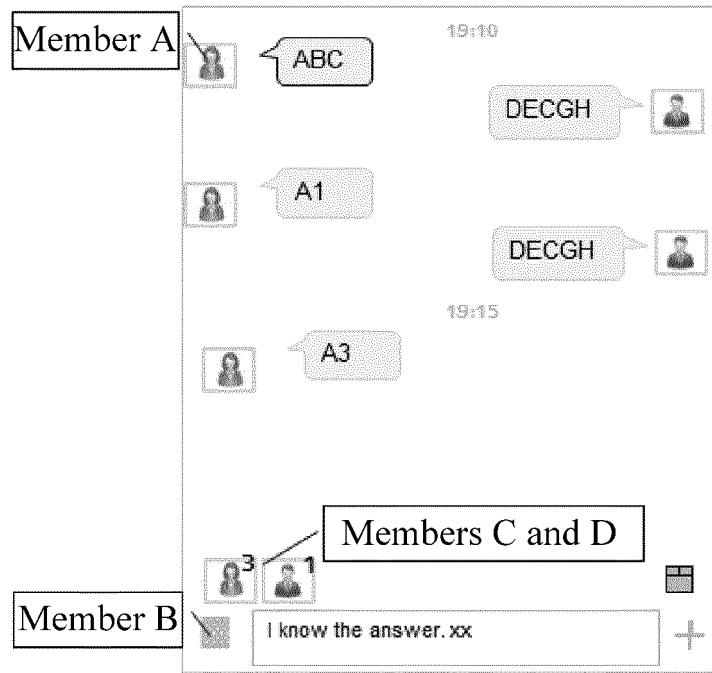 Member A
19:10
ABC
DECGH
A1
DECGH
19:15
A3
Members C and D
3 1
Member B
I know the answer. xx